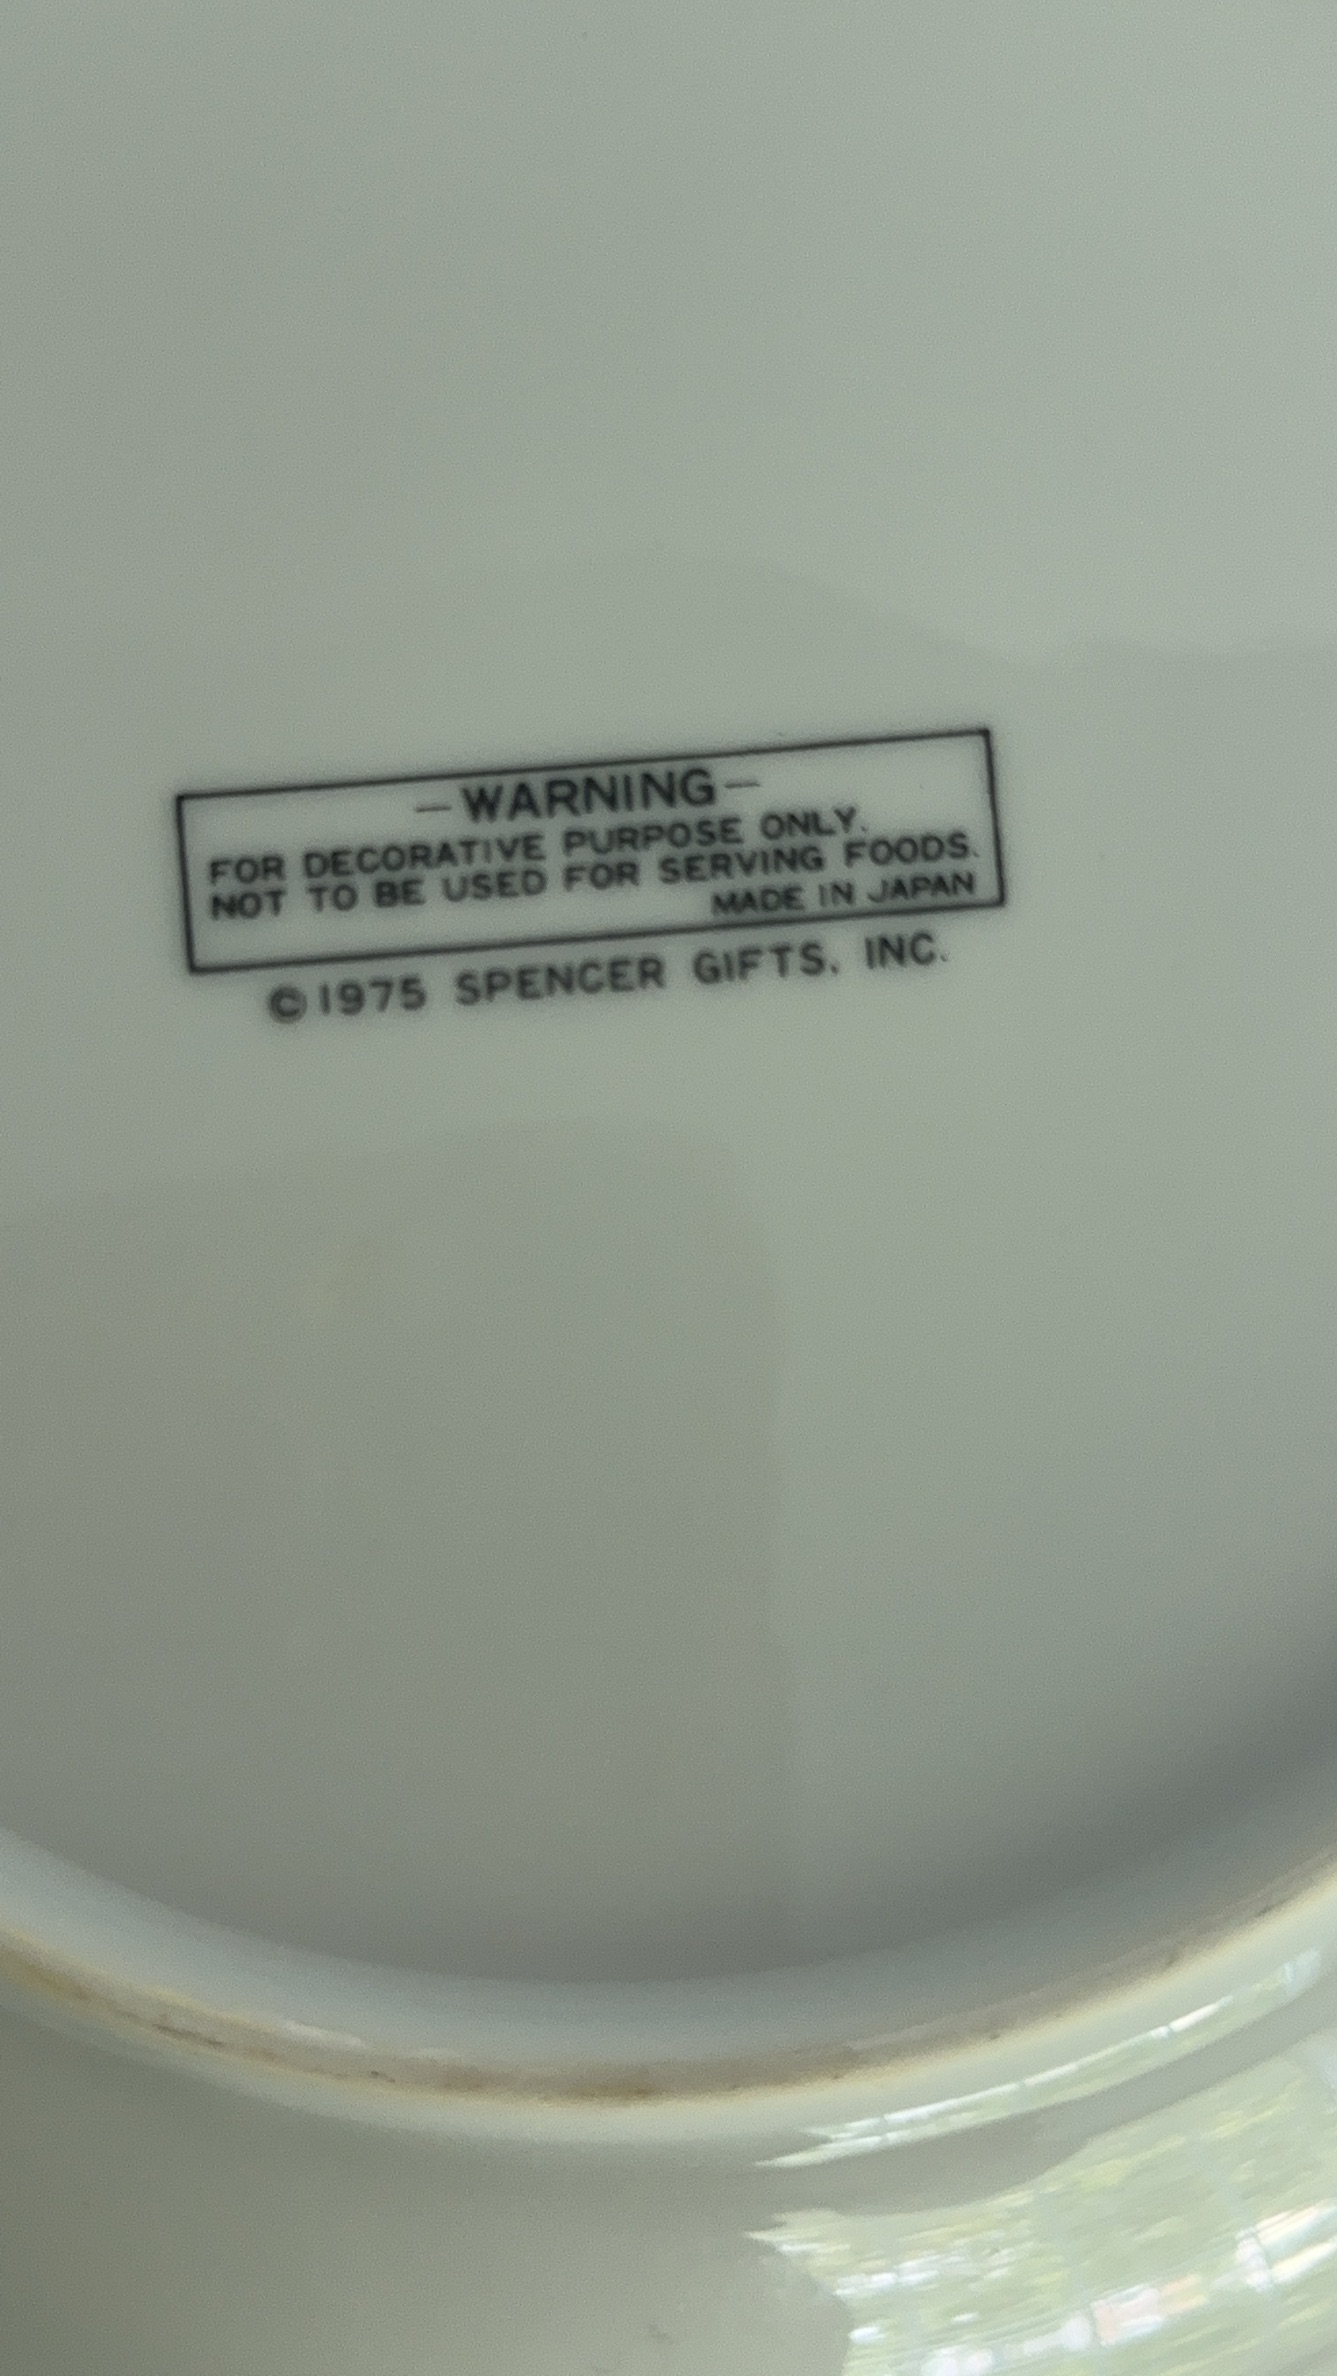 —WARNING—
FOR DECORATIVE PURPOSE ONLY.
NOT TO BE USED FOR SERVING FOODS.
MADE IN JAPAN
©1975 SPENCER GIFTS, INC.